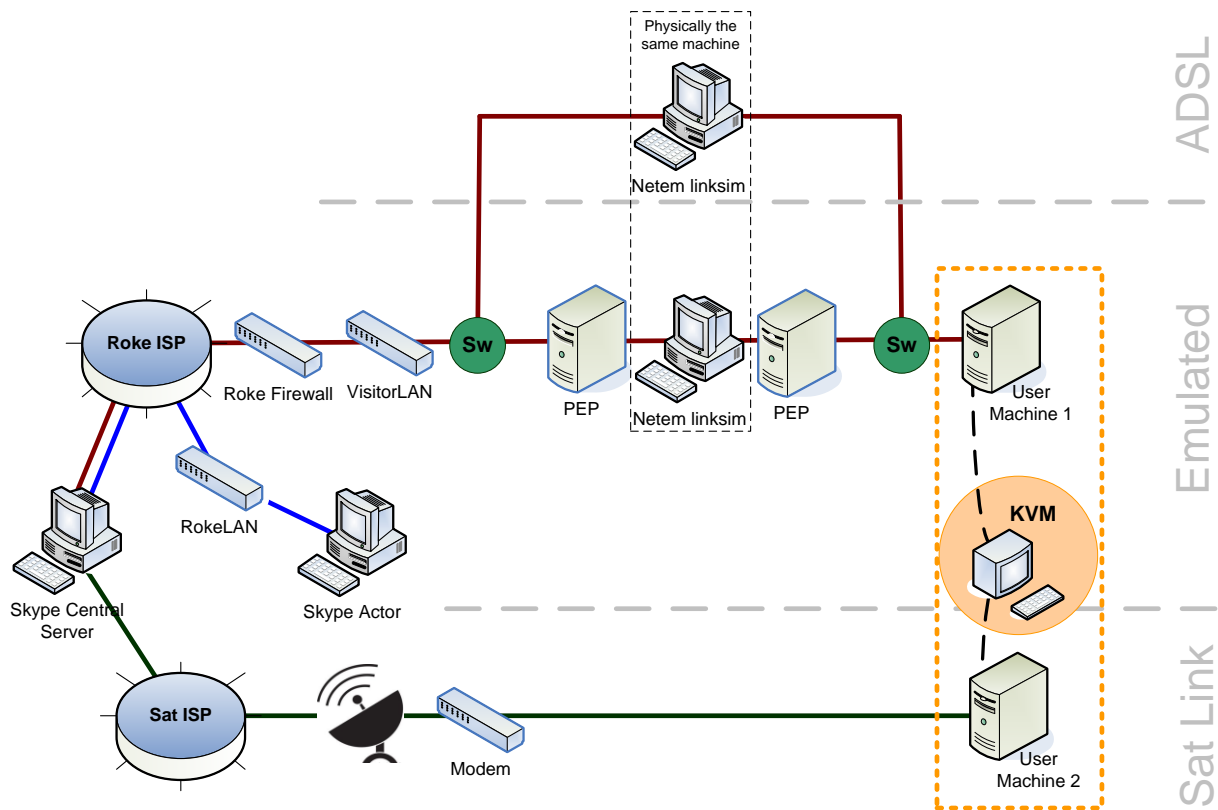 Physically the
same machine
ADSL
Netem linksim
Roke ISP
Roke Firewall
VisitorLAN
Sw
PEP
Netem linksim
PEP
Sw
User
Machine 1
Emulated
RokeLAN
KVM
Skype Central
Server
Skype Actor
Sat ISP
Modem
User
Machine 2
Sat Link